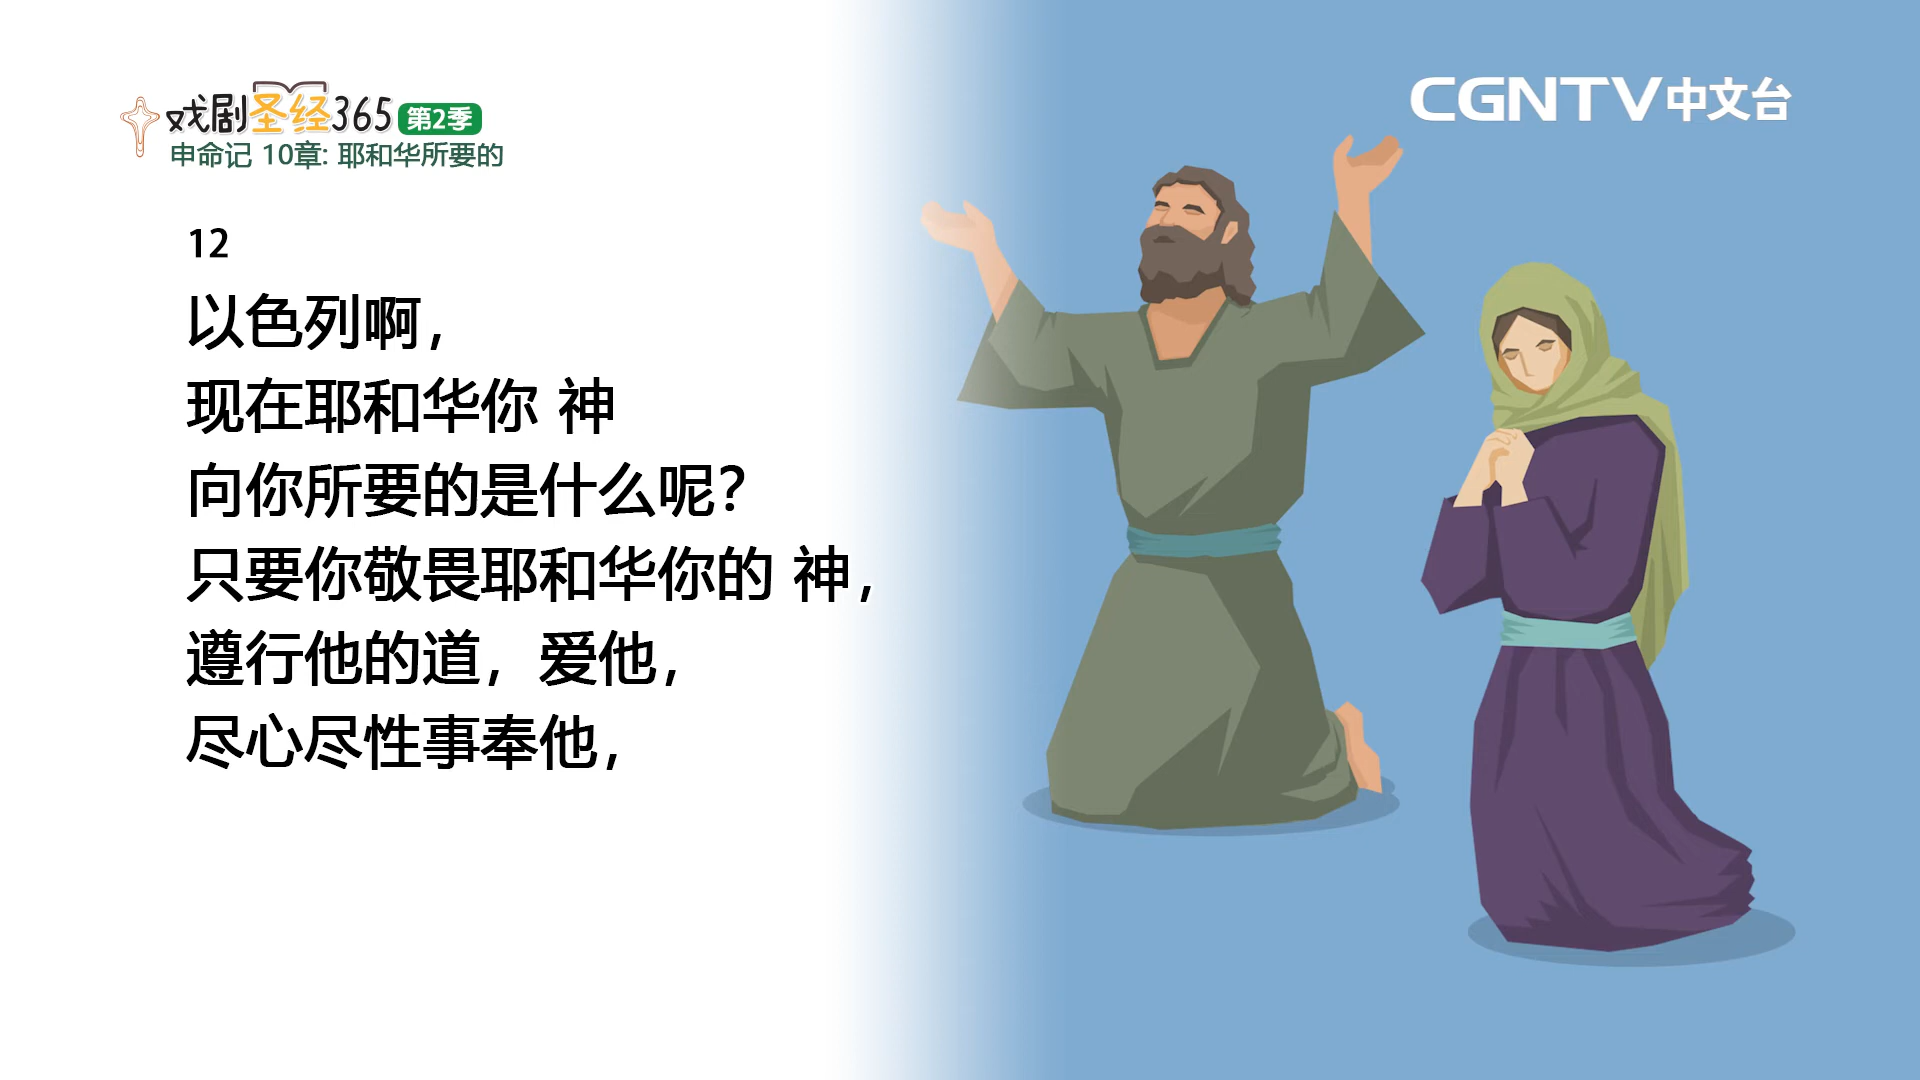 戏剧圣经365 第2季
申命记 10章: 耶和华所要的
CGNTV中文台
12
以色列啊，
现在耶和华你 神
向你所要的是什么呢？
只要你敬畏耶和华你的 神，
遵行他的道，爱他，
尽心尽性事奉他，